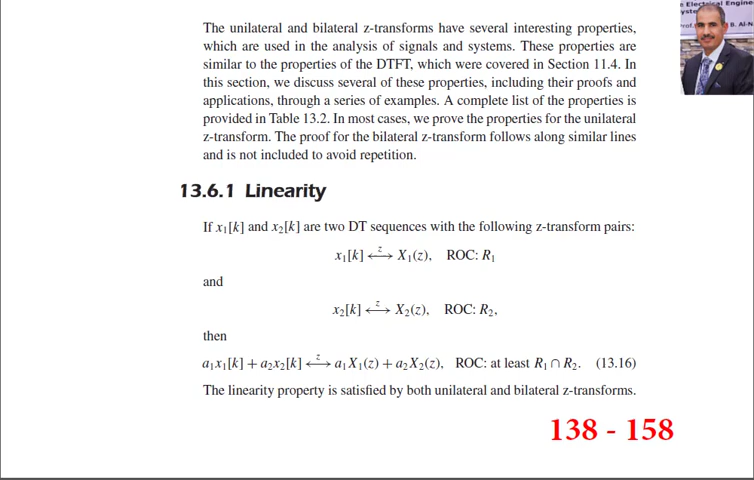 The unilateral and bilateral z-transforms have several interesting properties,
which are used in the analysis of signals and systems. These properties are
similar to the properties of the DTFT, which were covered in Section 11.4. In
this section, we discuss several of these properties, including their proofs and
applications, through a series of examples. A complete list of the properties is
provided in Table 13.2. In most cases, we prove the properties for the unilateral
z-transform. The proof for the bilateral z-transform follows along similar lines
and is not included to avoid repetition.
13.6.1 Linearity
If x₁[k] and x₂[k] are two DT sequences with the following z-transform pairs:
x₁[k] ⟷ᶻ X₁(z), ROC: R₁
and
x₂[k] ⟷ᶻ X₂(z), ROC: R₂,
then
a₁x₁[k] + a₂x₂[k] ⟷ᶻ a₁X₁(z) + a₂X₂(z), ROC: at least R₁ ∩ R₂. (13.16)
The linearity property is satisfied by both unilateral and bilateral z-transforms.
138 - 158